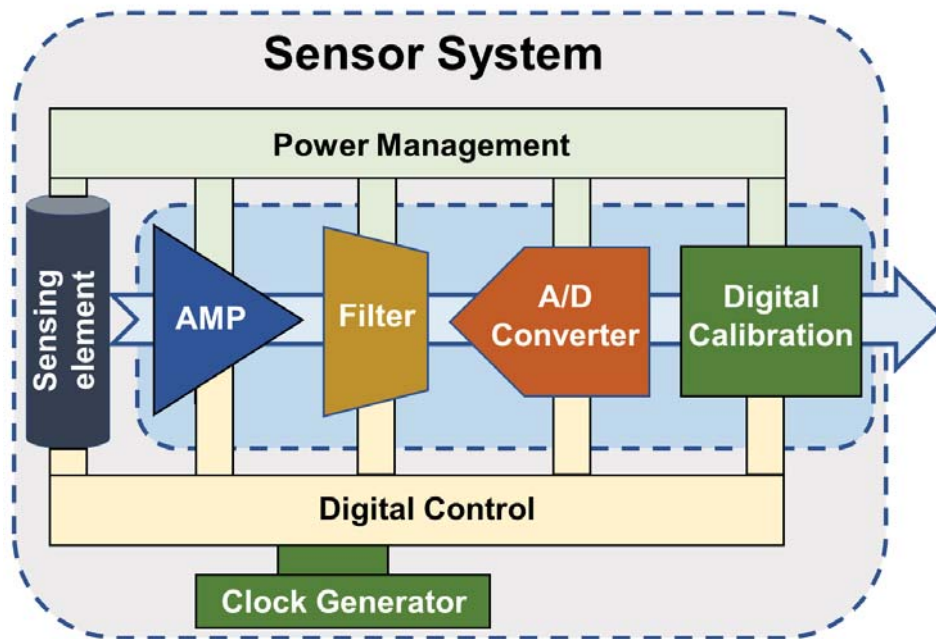 Sensor System
Power Management
Sensing
element
AMP
Filter
A/D
Converter
Digital
Calibration
Digital Control
Clock Generator